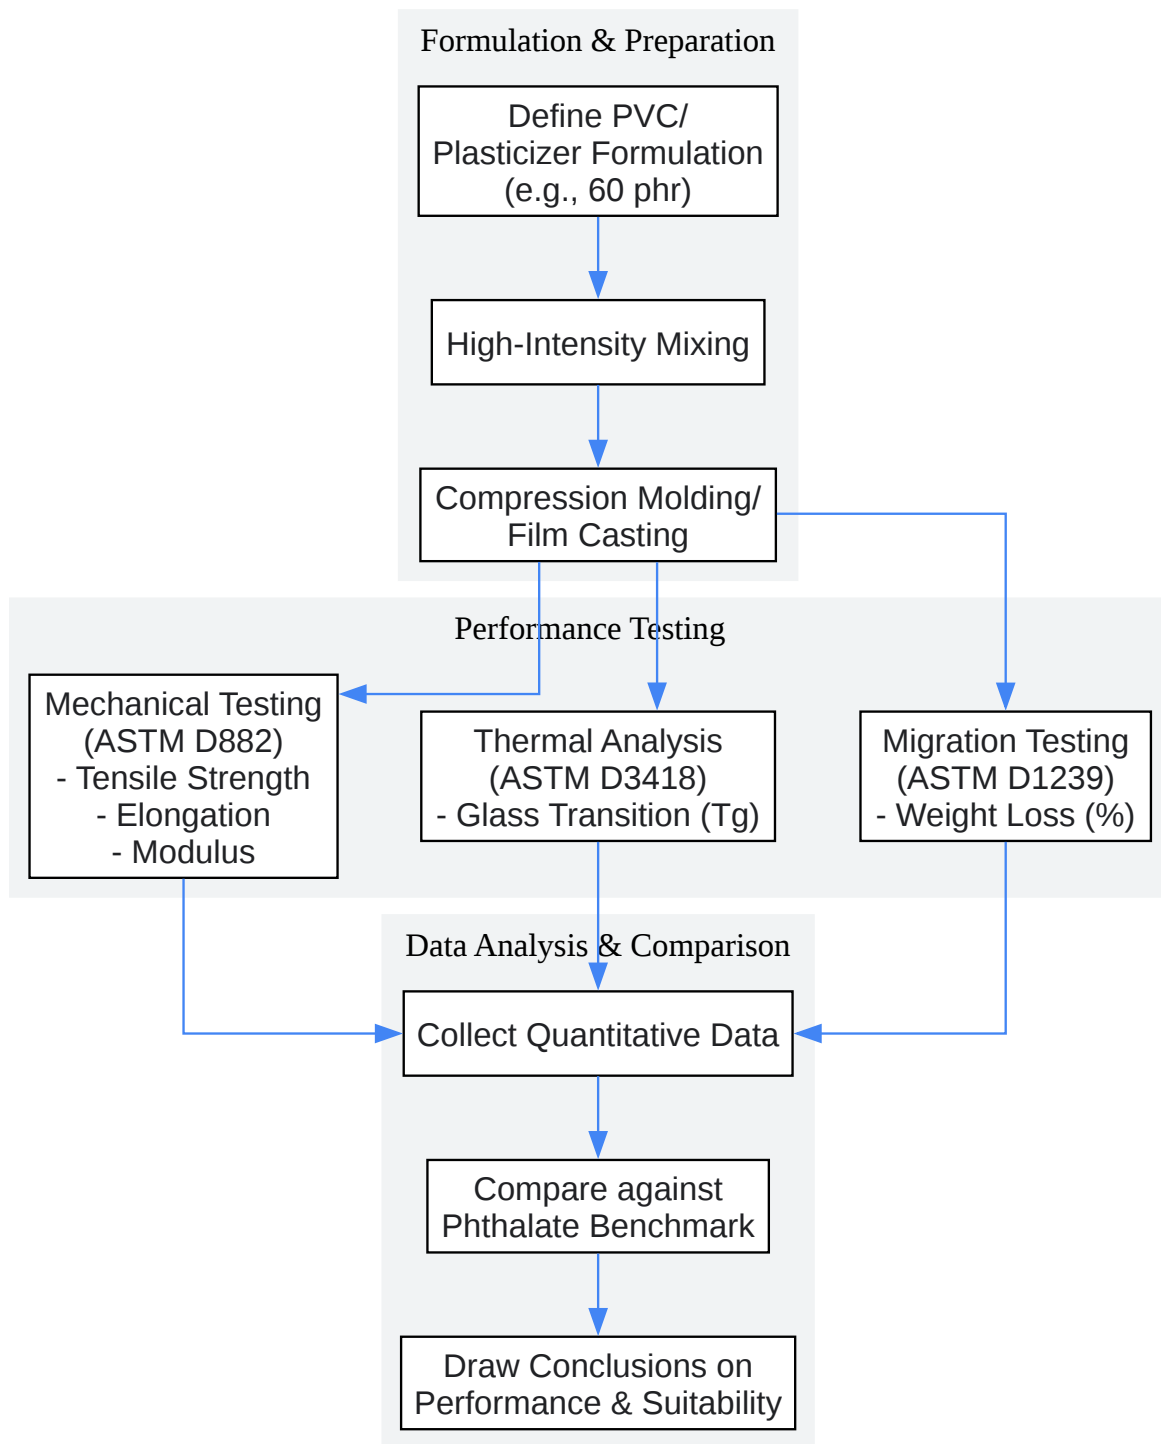 Formulation & Preparation
Define PVC/
Plasticizer Formulation
(e.g., 60 phr)
High-Intensity Mixing
Compression Molding/
Film Casting
Performance Testing
Mechanical Testing
(ASTM D882)
- Tensile Strength
- Elongation
- Modulus
Thermal Analysis
(ASTM D3418)
- Glass Transition (Tg)
Migration Testing
(ASTM D1239)
- Weight Loss (%)
Data Analysis & Comparison
Collect Quantitative Data
Compare against
Phthalate Benchmark
Draw Conclusions on
Performance & Suitability